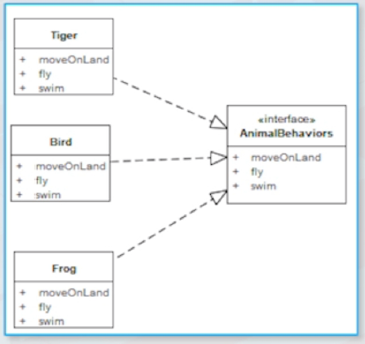 Tiger
+ moveOnLand
+ fly
+ swim
«interface»
AnimalBehaviors
+ moveOnLand
+ fly
+ swim
Bird
+ moveOnLand
+ fly
+ swim
Frog
+ moveOnLand
+ fly
+ swim